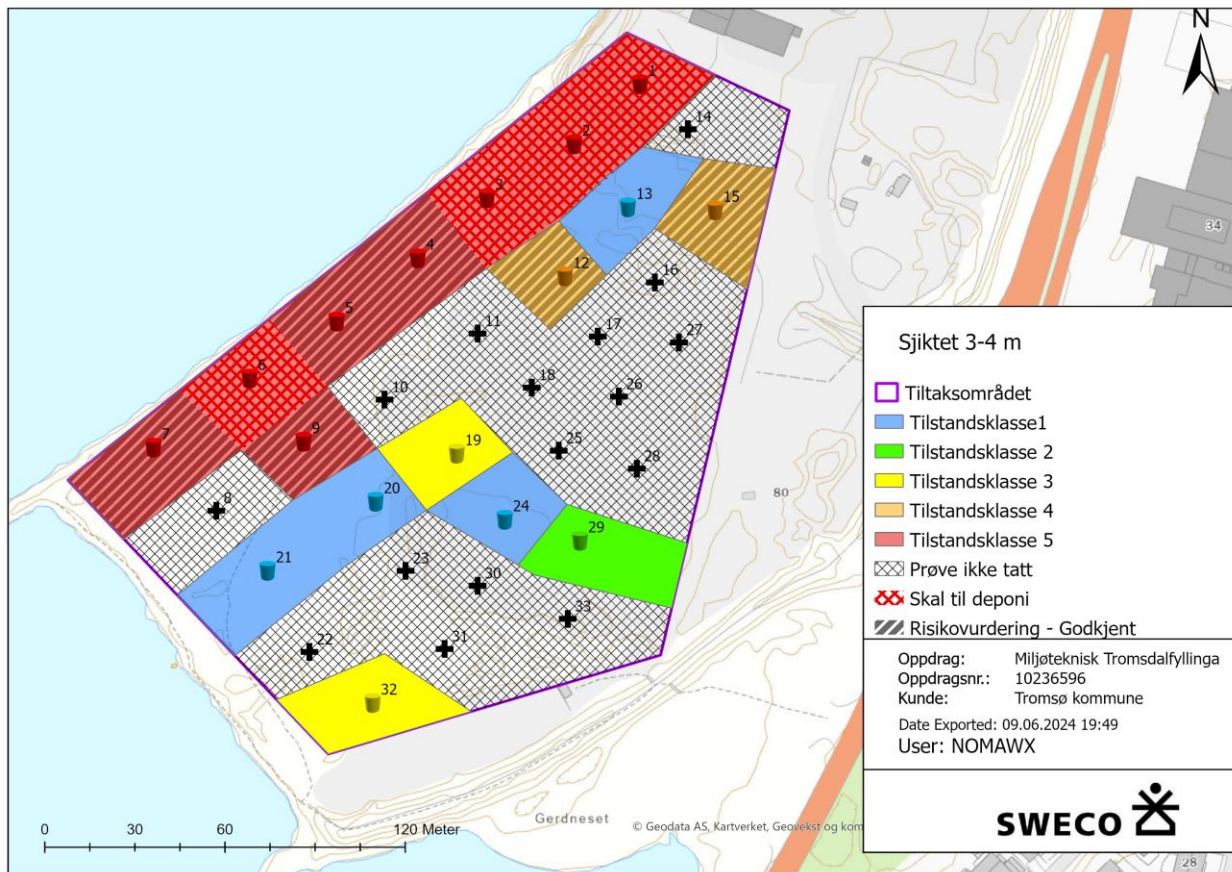 N
1
14
2
3
13
15
4
34
12
16
5
11
17
27
6
18
26
10
9
7
19
25
28
8
20
80
24
29
21
23
30
33
22
31
32
Sjiktet 3-4 m
Tiltaksområdet
Tilstandsklasse1
Tilstandsklasse 2
Tilstandsklasse 3
Tilstandsklasse 4
Tilstandsklasse 5
Prøve ikke tatt
Skal til deponi
Risikovurdering - Godkjent
Oppdrag: Miljøteknisk Tromsdalfyllinga
Oppdragsnr.: 10236596
Kunde: Tromsø kommune
Date Exported: 09.06.2024 19:49
User: NOMAWX
SWECO
0 30 60 120 Meter
Gerdneset
© Geodata AS, Kartverket, Geovekst og kom
28